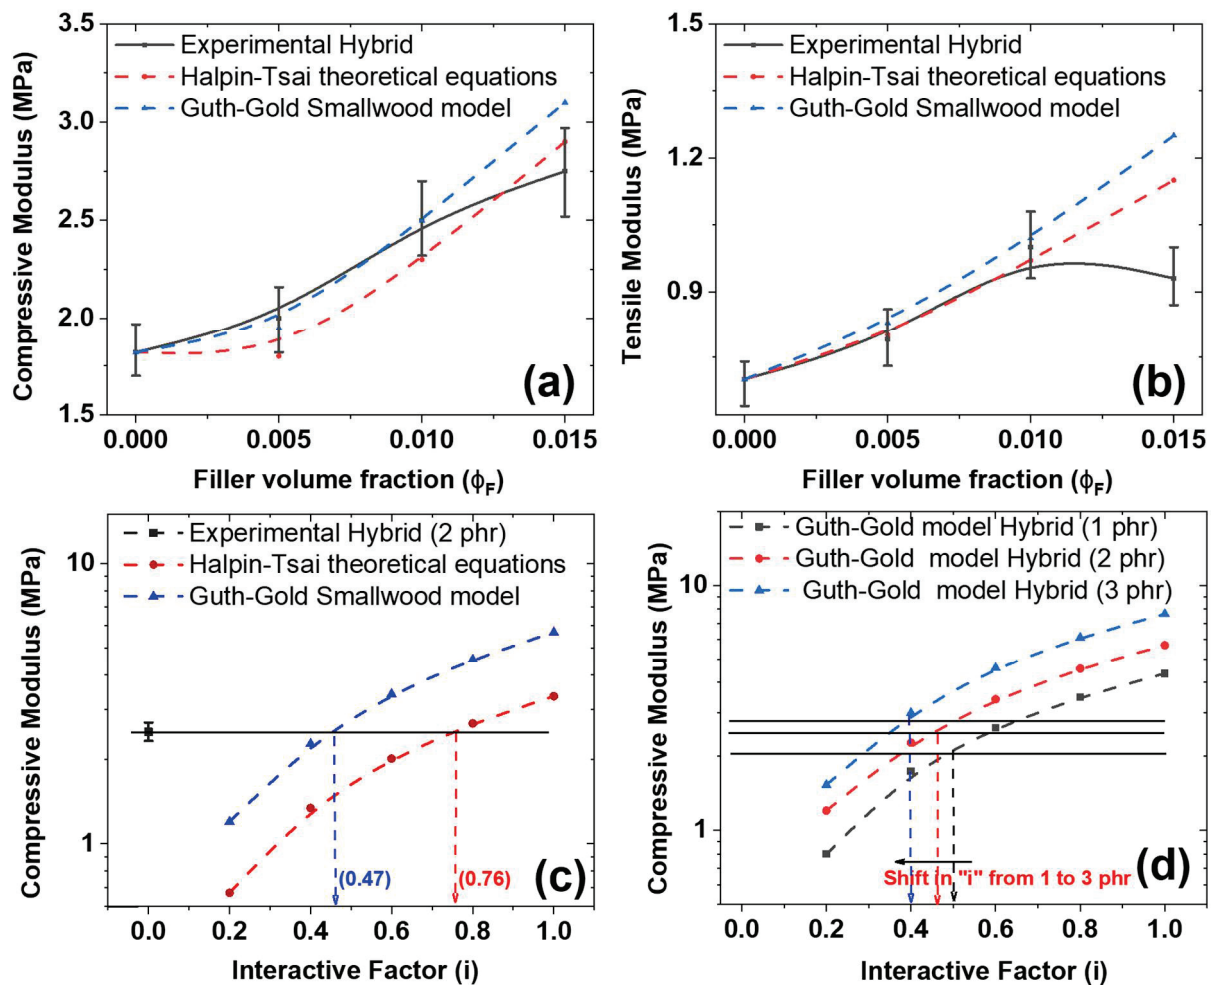 Compressive Modulus (MPa)
3.5
3.0
2.5
2.0
1.5
Experimental Hybrid
Halpin-Tsai theoretical equations
Guth-Gold Smallwood model
(a)
0.000 0.005 0.010 0.015
Filler volume fraction (ϕF)
Tensile Modulus (MPa)
1.5
1.2
0.9
Experimental Hybrid
Halpin-Tsai theoretical equations
Guth-Gold Smallwood model
(b)
0.000 0.005 0.010 0.015
Filler volume fraction (ϕF)
Compressive Modulus (MPa)
10
1
Experimental Hybrid (2 phr)
Halpin-Tsai theoretical equations
Guth-Gold Smallwood model
(0.47) (0.76)
(c)
0.0 0.2 0.4 0.6 0.8 1.0
Interactive Factor (i)
Compressive Modulus (MPa)
10
1
Guth-Gold model Hybrid (1 phr)
Guth-Gold model Hybrid (2 phr)
Guth-Gold model Hybrid (3 phr)
Shift in "i" from 1 to 3 phr
(d)
0.0 0.2 0.4 0.6 0.8 1.0
Interactive Factor (i)